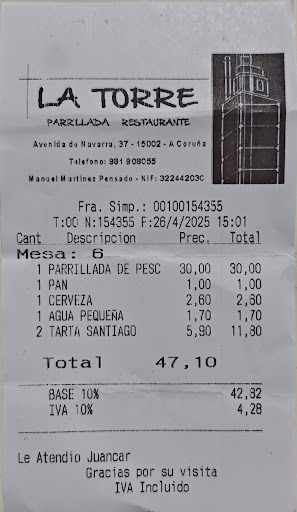 LA TORRE
PARRILLADA RESTAURANTE
Avenida de Navarra, 37 - 15002 - A Coruña
Telefono: 981 908055
Manuel Martinez Pensado - NIF: 32244203C
Fra. Simp.: 00100154355
T:00 N:154355 F:26/4/2025 15:01
Cant Descripcion Prec. Total
Mesa: 6
1 PARRILLADA DE PESC 30,00 30,00
1 PAN 1,00 1,00
1 CERVEZA 2,60 2,60
1 AGUA PEQUEÑA 1,70 1,70
2 TARTA SANTIAGO 5,90 11,80
Total 47,10
BASE 10% 42,82
IVA 10% 4,28
Le Atendio Juancar
Gracias por su visita
IVA Incluido